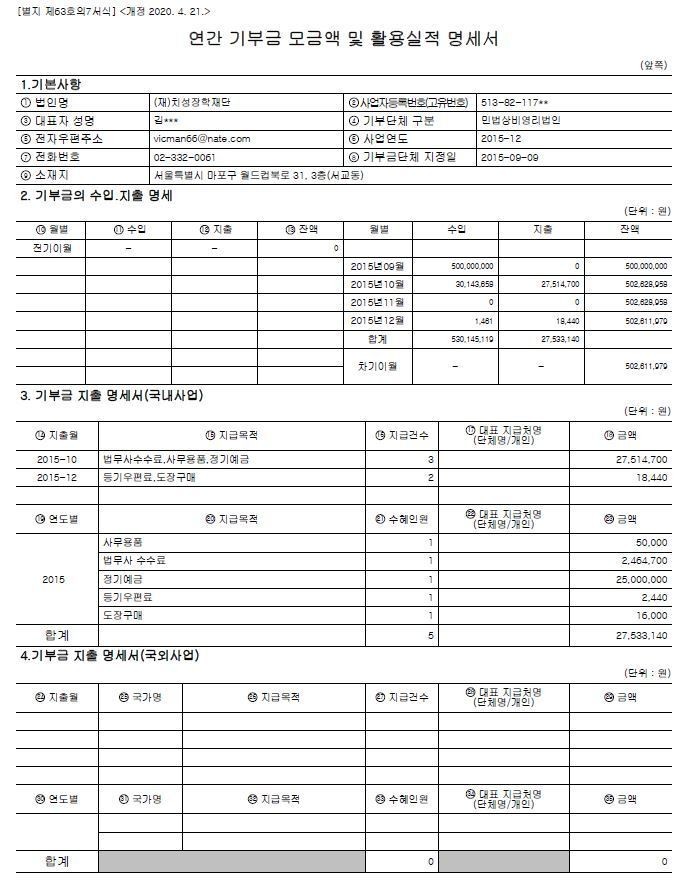 [별지 제63호의7서식] <개정 2020. 4. 21.>
연간 기부금 모금액 및 활용실적 명세서
(앞쪽)
1.기본사항
① 법인명 (재)치성장학재단 ② 사업자등록번호(고유번호) 513-82-117**
③ 대표자 성명 김*** ④ 기부단체 구분 민법상비영리법인
⑤ 전자우편주소 vicman66@nate.com ⑥ 사업연도 2015-12
⑦ 전화번호 02-332-0061 ⑧ 기부금단체 지정일 2015-09-09
⑨ 소재지 서울특별시 마포구 월드컵북로 31, 3층(서교동)
2. 기부금의 수입.지출 명세
(단위 : 원)
⑩ 월별 ⑪ 수입 ⑫ 지출 ⑬ 잔액 월별 수입 지출 잔액
전기이월 - - 0
2015년09월 500,000,000 0 500,000,000
2015년10월 30,143,658 27,514,700 502,628,958
2015년11월 0 0 502,628,958
2015년12월 1,461 18,440 502,611,979
합계 530,145,119 27,533,140
차기이월 - - 502,611,979
3. 기부금 지출 명세서(국내사업)
(단위 : 원)
⑭ 지출월 ⑮ 지급목적 ⑯ 지급건수 ⑰ 대표 지급처명 (단체명/개인) ⑱ 금액
2015-10 법무사수수료,사무용품,정기예금 3 27,514,700
2015-12 등기우편료,도장구매 2 18,440
⑲ 연도별 ⑳ 지급목적 ㉑ 수혜인원 ㉒ 대표 지급처명 (단체명/개인) ㉓ 금액
사무용품 1 50,000
법무사 수수료 1 2,464,700
2015 정기예금 1 25,000,000
등기우편료 1 2,440
도장구매 1 16,000
합계 5 27,533,140
4.기부금 지출 명세서(국외사업)
(단위 : 원)
㉔ 지출월 ㉕ 국가명 ㉖ 지급목적 ㉗ 지급건수 ㉘ 대표 지급처명 (단체명/개인) ㉙ 금액
㉚ 연도별 ㉛ 국가명 ㉜ 지급목적 ㉝ 수혜인원 ㉞ 대표 지급처명 (단체명/개인) ㉟ 금액
합계 0 0